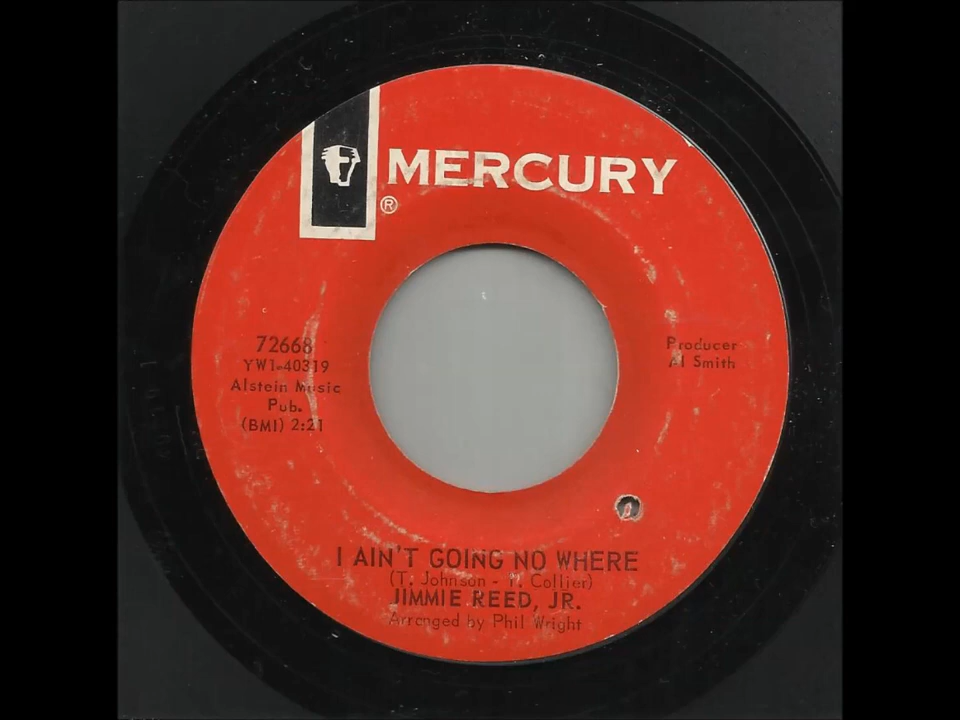 MERCURY
®
72668
YW1-40319
Alstein Music
Pub.
(BMI) 2:21
Producer
Al Smith
I AIN'T GOING NO WHERE
(T. Johnson - P. Collier)
JIMMIE REED, JR.
Arranged by Phil Wright